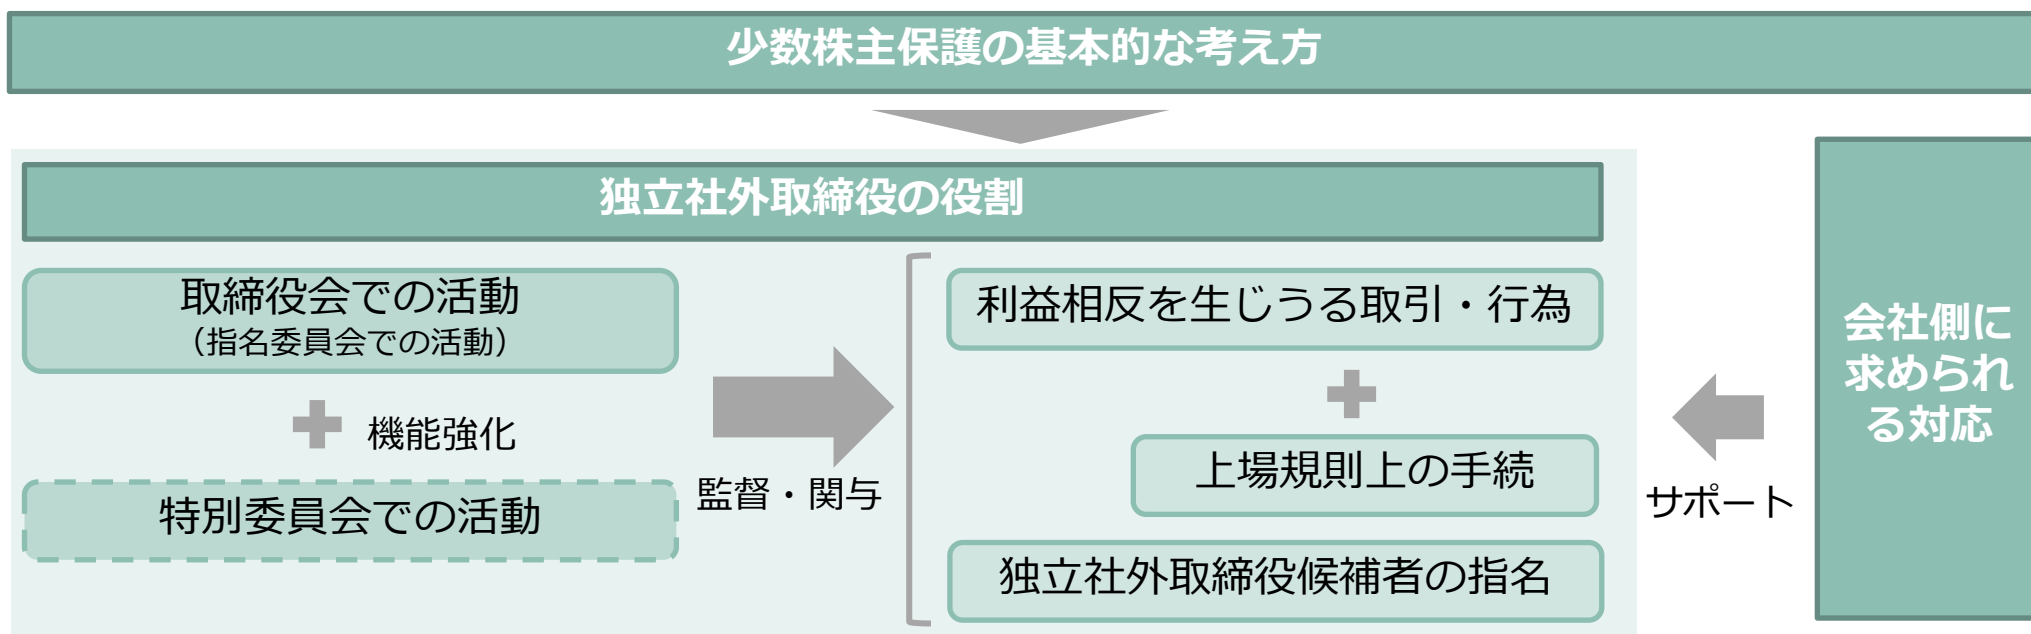 少数株主保護の基本的な考え方
独立社外取締役の役割
取締役会での活動
（指名委員会での活動）
機能強化
特別委員会での活動
監督・関与
利益相反を生じうる取引・行為
上場規則上の手続
独立社外取締役候補者の指名
サポート
会社側に
求められ
る対応